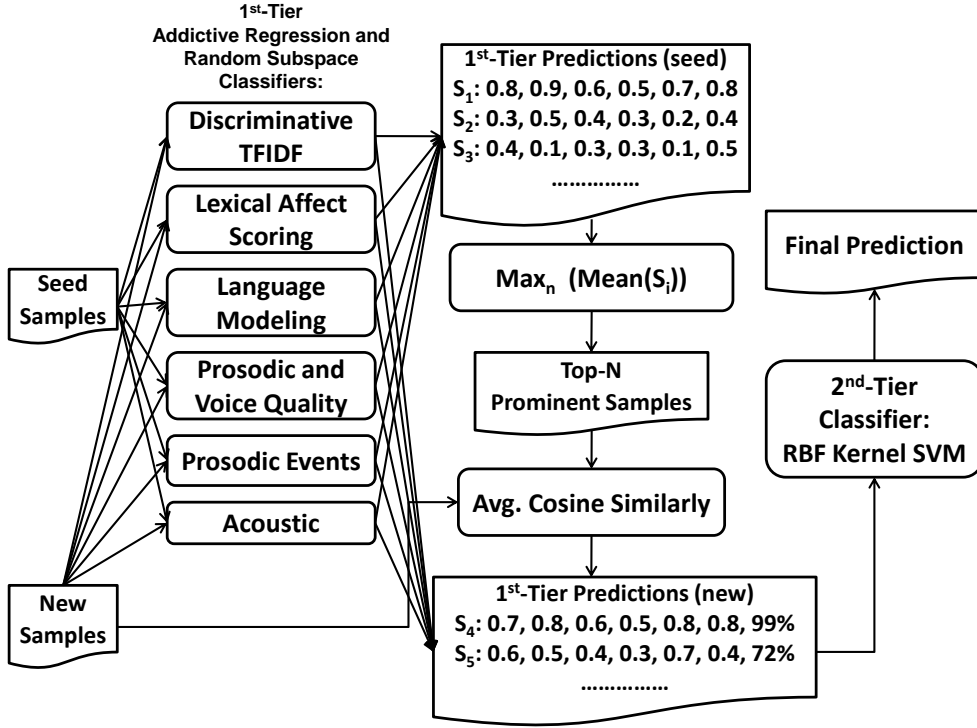 1st-Tier
Addictive Regression and
Random Subspace
Classifiers:
Discriminative
TFIDF
Lexical Affect
Scoring
Language
Modeling
Prosodic and
Voice Quality
Prosodic Events
Acoustic
Seed
Samples
New
Samples
1st-Tier Predictions (seed)
S1: 0.8, 0.9, 0.6, 0.5, 0.7, 0.8
S2: 0.3, 0.5, 0.4, 0.3, 0.2, 0.4
S3: 0.4, 0.1, 0.3, 0.3, 0.1, 0.5
……………
Maxn (Mean(Si))
Top-N
Prominent Samples
Avg. Cosine Similarly
1st-Tier Predictions (new)
S4: 0.7, 0.8, 0.6, 0.5, 0.8, 0.8, 99%
S5: 0.6, 0.5, 0.4, 0.3, 0.7, 0.4, 72%
……………
Final Prediction
2nd-Tier
Classifier:
RBF Kernel SVM